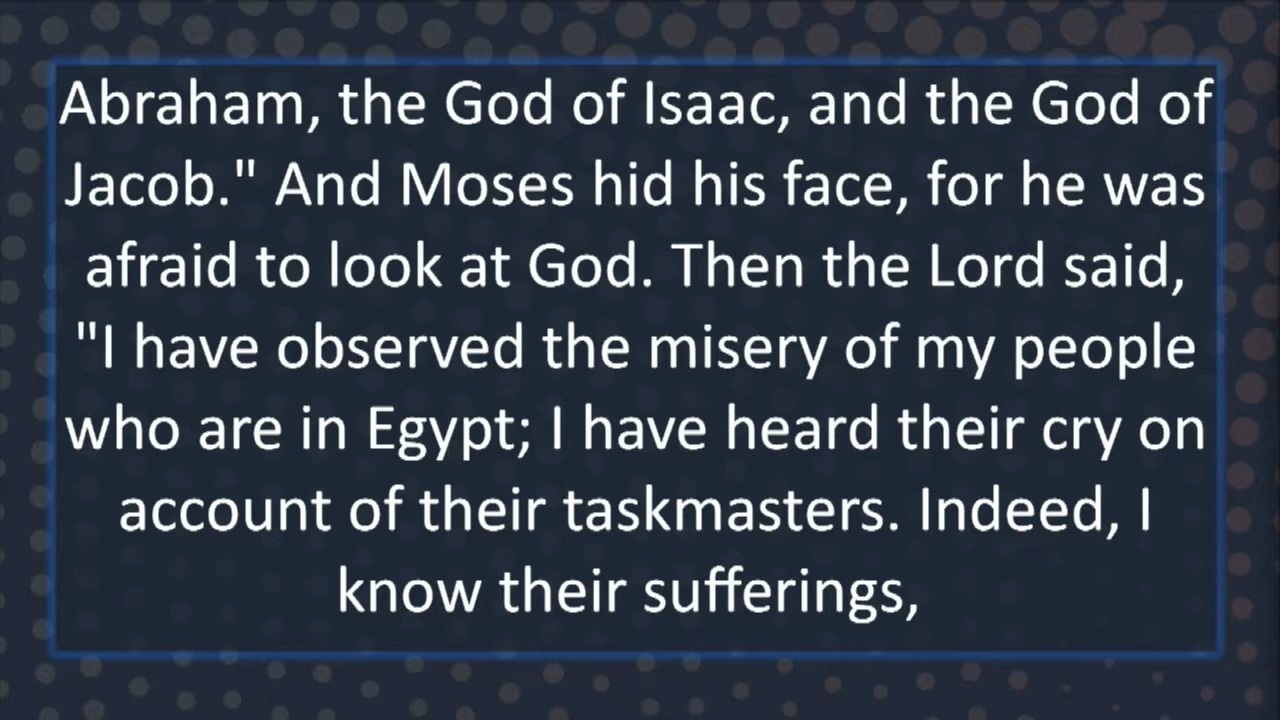 Abraham, the God of Isaac, and the God of
Jacob." And Moses hid his face, for he was
afraid to look at God. Then the Lord said,
"I have observed the misery of my people
who are in Egypt; I have heard their cry on
account of their taskmasters. Indeed, I
know their sufferings,